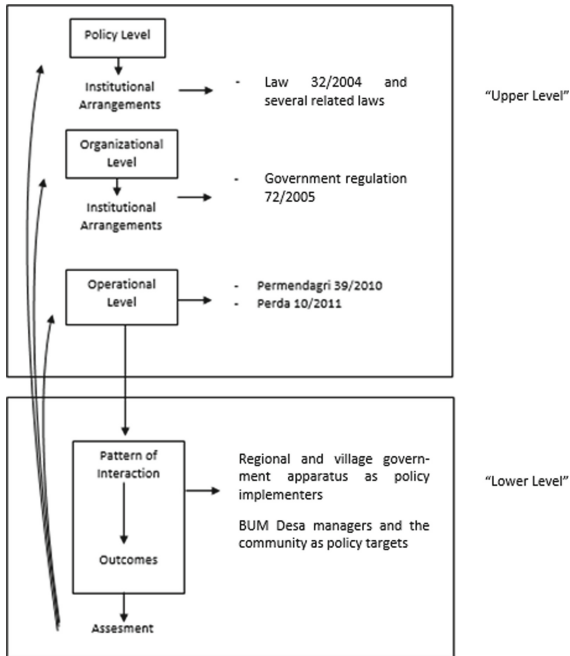 Policy Level
Institutional
Arrangements
- Law 32/2004 and
several related laws
“Upper Level”
Organizational
Level
Institutional
Arrangements
- Government regulation
72/2005
Operational
Level
- Permendagri 39/2010
- Perda 10/2011
Pattern of
Interaction
Outcomes
Regional and village govern-
ment apparatus as policy
implementers
BUM Desa managers and the
community as policy targets
“Lower Level”
Assesment